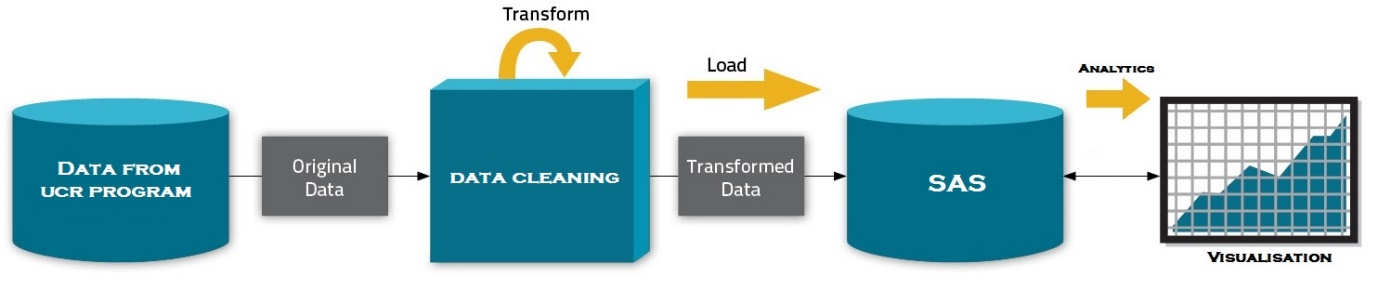 Transform
Load
ANALYTICS
DATA FROM
UCR PROGRAM
Original
Data
DATA CLEANING
Transformed
Data
SAS
VISUALISATION